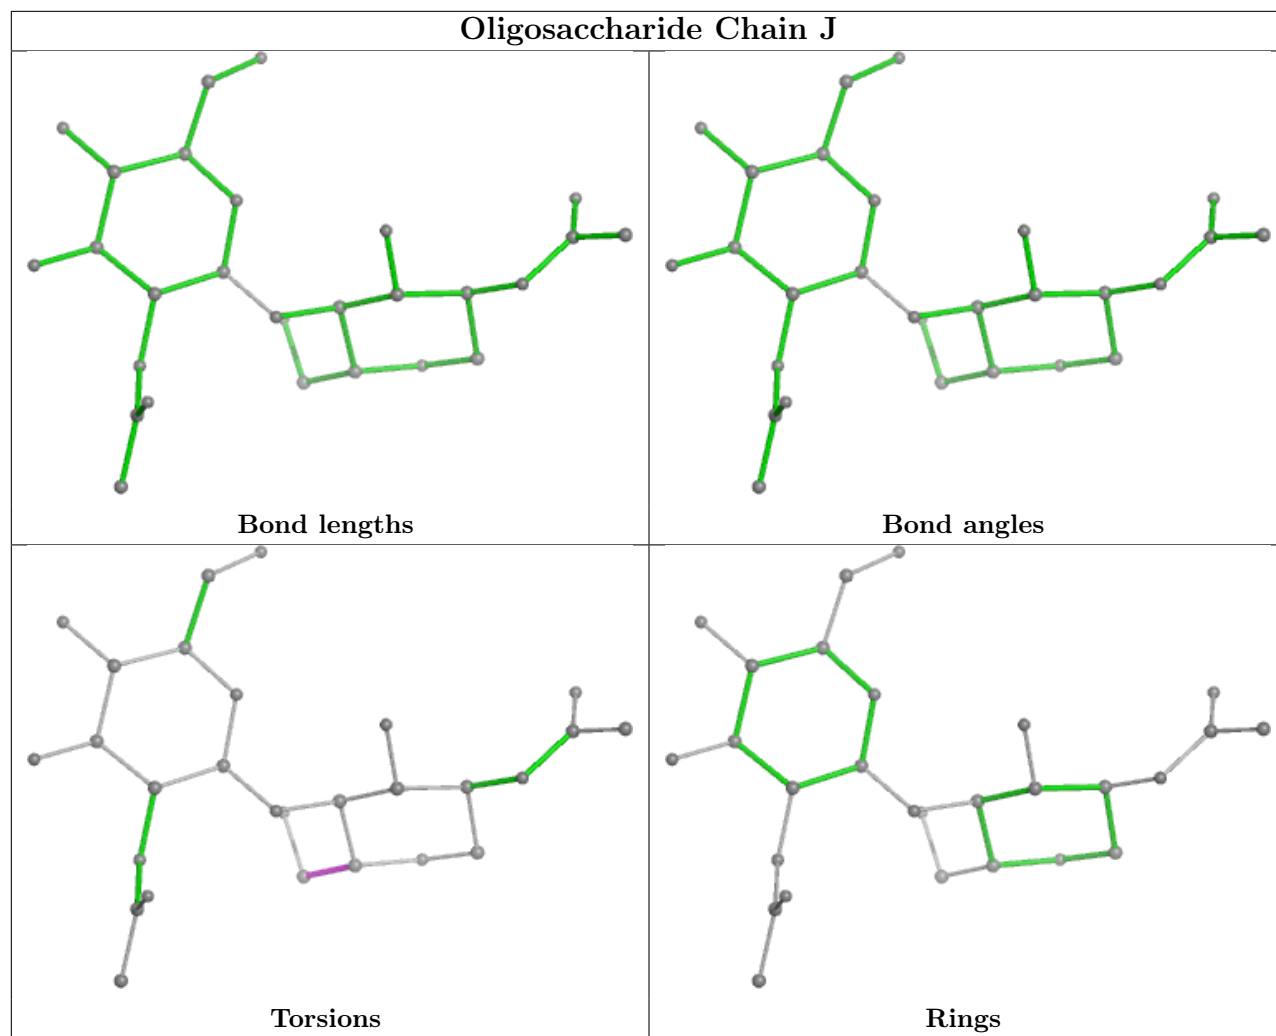 Oligosaccharide Chain J
Bond lengths
Bond angles
Torsions
Rings